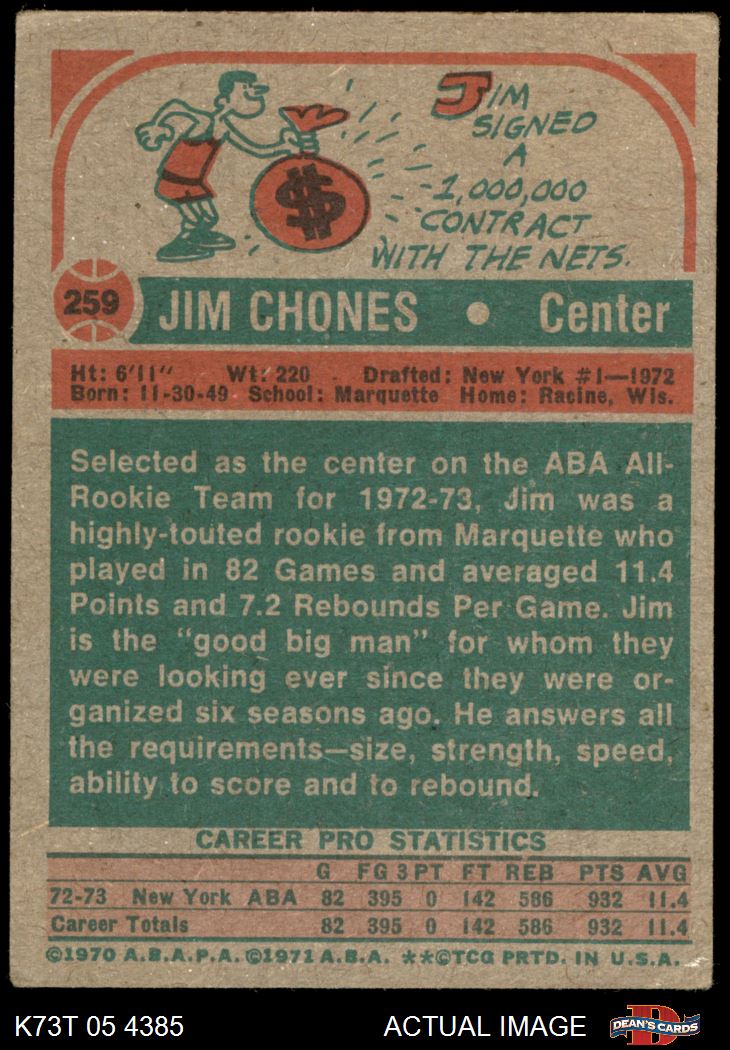 JIM
SIGNED
A
1,000,000
CONTRACT
WITH THE NETS.
$
259 JIM CHONES • Center
Ht: 6'11" Wt: 220 Drafted: New York #1—1972
Born: 11-30-49 School: Marquette Home: Racine, Wis.
Selected as the center on the ABA All-
Rookie Team for 1972-73, Jim was a
highly-touted rookie from Marquette who
played in 82 Games and averaged 11.4
Points and 7.2 Rebounds Per Game. Jim
is the “good big man” for whom they
were looking ever since they were or-
ganized six seasons ago. He answers all
the requirements—size, strength, speed,
ability to score and to rebound.
CAREER PRO STATISTICS
G FG 3PT FT REB PTS AVG
72-73 New York ABA 82 395 0 142 586 932 11.4
Career Totals 82 395 0 142 586 932 11.4
©1970 A.B.A.P.A. ©1971 A.B.A. **©TCG PRTD. IN U.S.A.
K73T 05 4385 ACTUAL IMAGE D DEAN'S CARDS